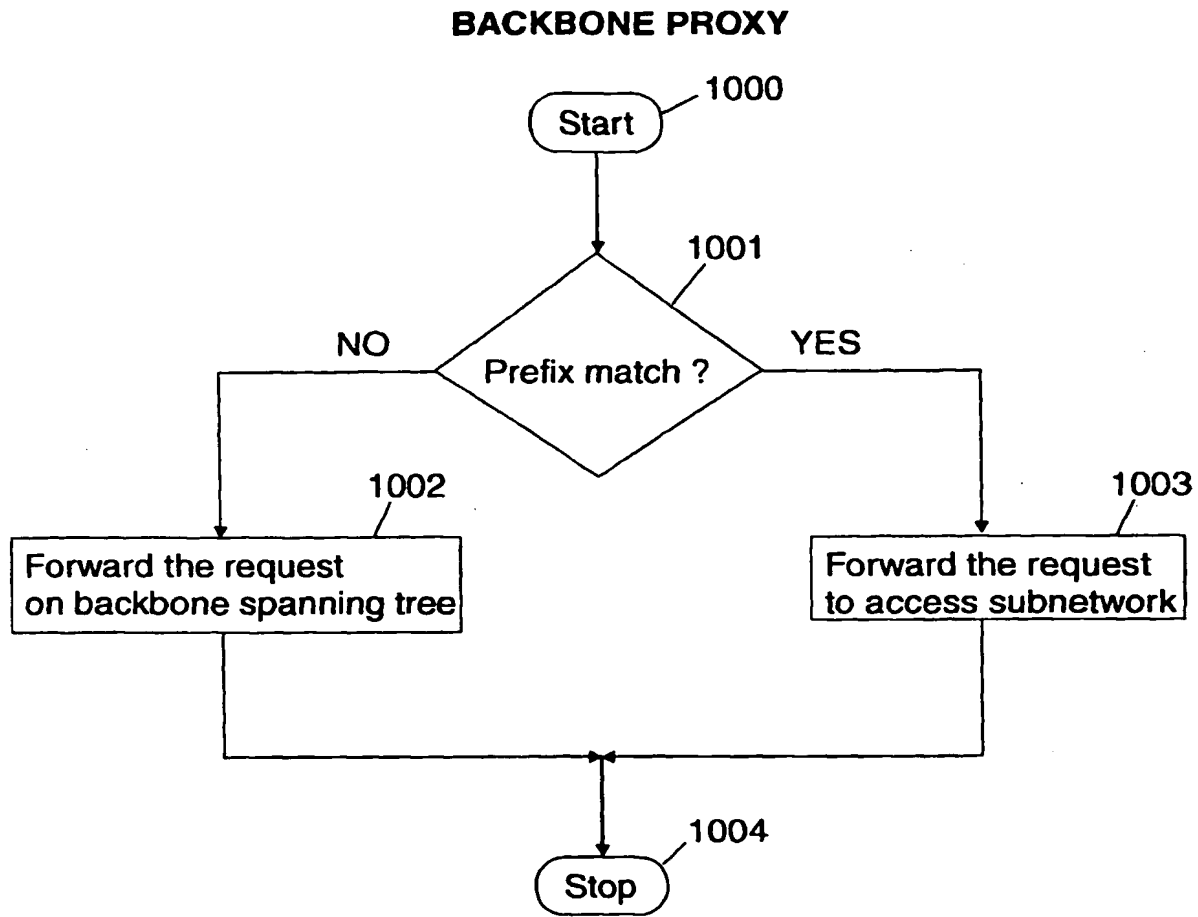 BACKBONE PROXY
1000
Start
1001
NO
YES
Prefix match ?
1002
1003
Forward the request
on backbone spanning tree
Forward the request
to access subnetwork
1004
Stop